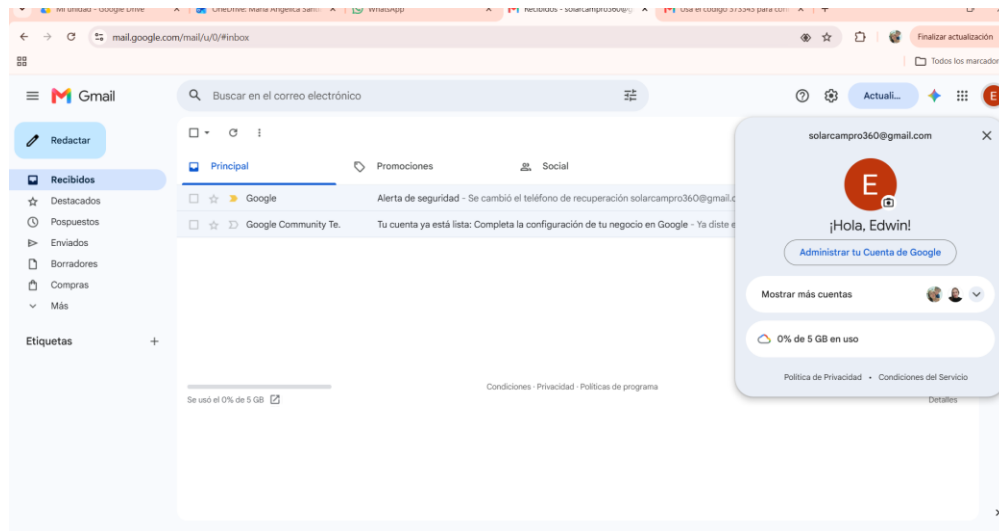 Mi unidad - Google Drive
OneDrive: Maria Angelica Santi
WhatsApp
Recibidos - solarcampro360@g
Usa el código 373343 para con
mail.google.com/mail/u/0/#inbox
Finalizar actualización
Todos los marcador
Gmail
Buscar en el correo electrónico
Actuali...
E
Redactar
Recibidos
Destacados
Pospuestos
Enviados
Borradores
Compras
Más
Etiquetas
Principal
Promociones
Social
Google
Alerta de seguridad - Se cambió el teléfono de recuperación solarcampro360@gmail.c
Google Community Te.
Tu cuenta ya está lista: Completa la configuración de tu negocio en Google - Ya diste e
Condiciones · Privacidad · Políticas de programa
Se usó el 0% de 5 GB
Detalles
solarcampro360@gmail.com
E
¡Hola, Edwin!
Administrar tu Cuenta de Google
Mostrar más cuentas
0% de 5 GB en uso
Política de Privacidad • Condiciones del Servicio